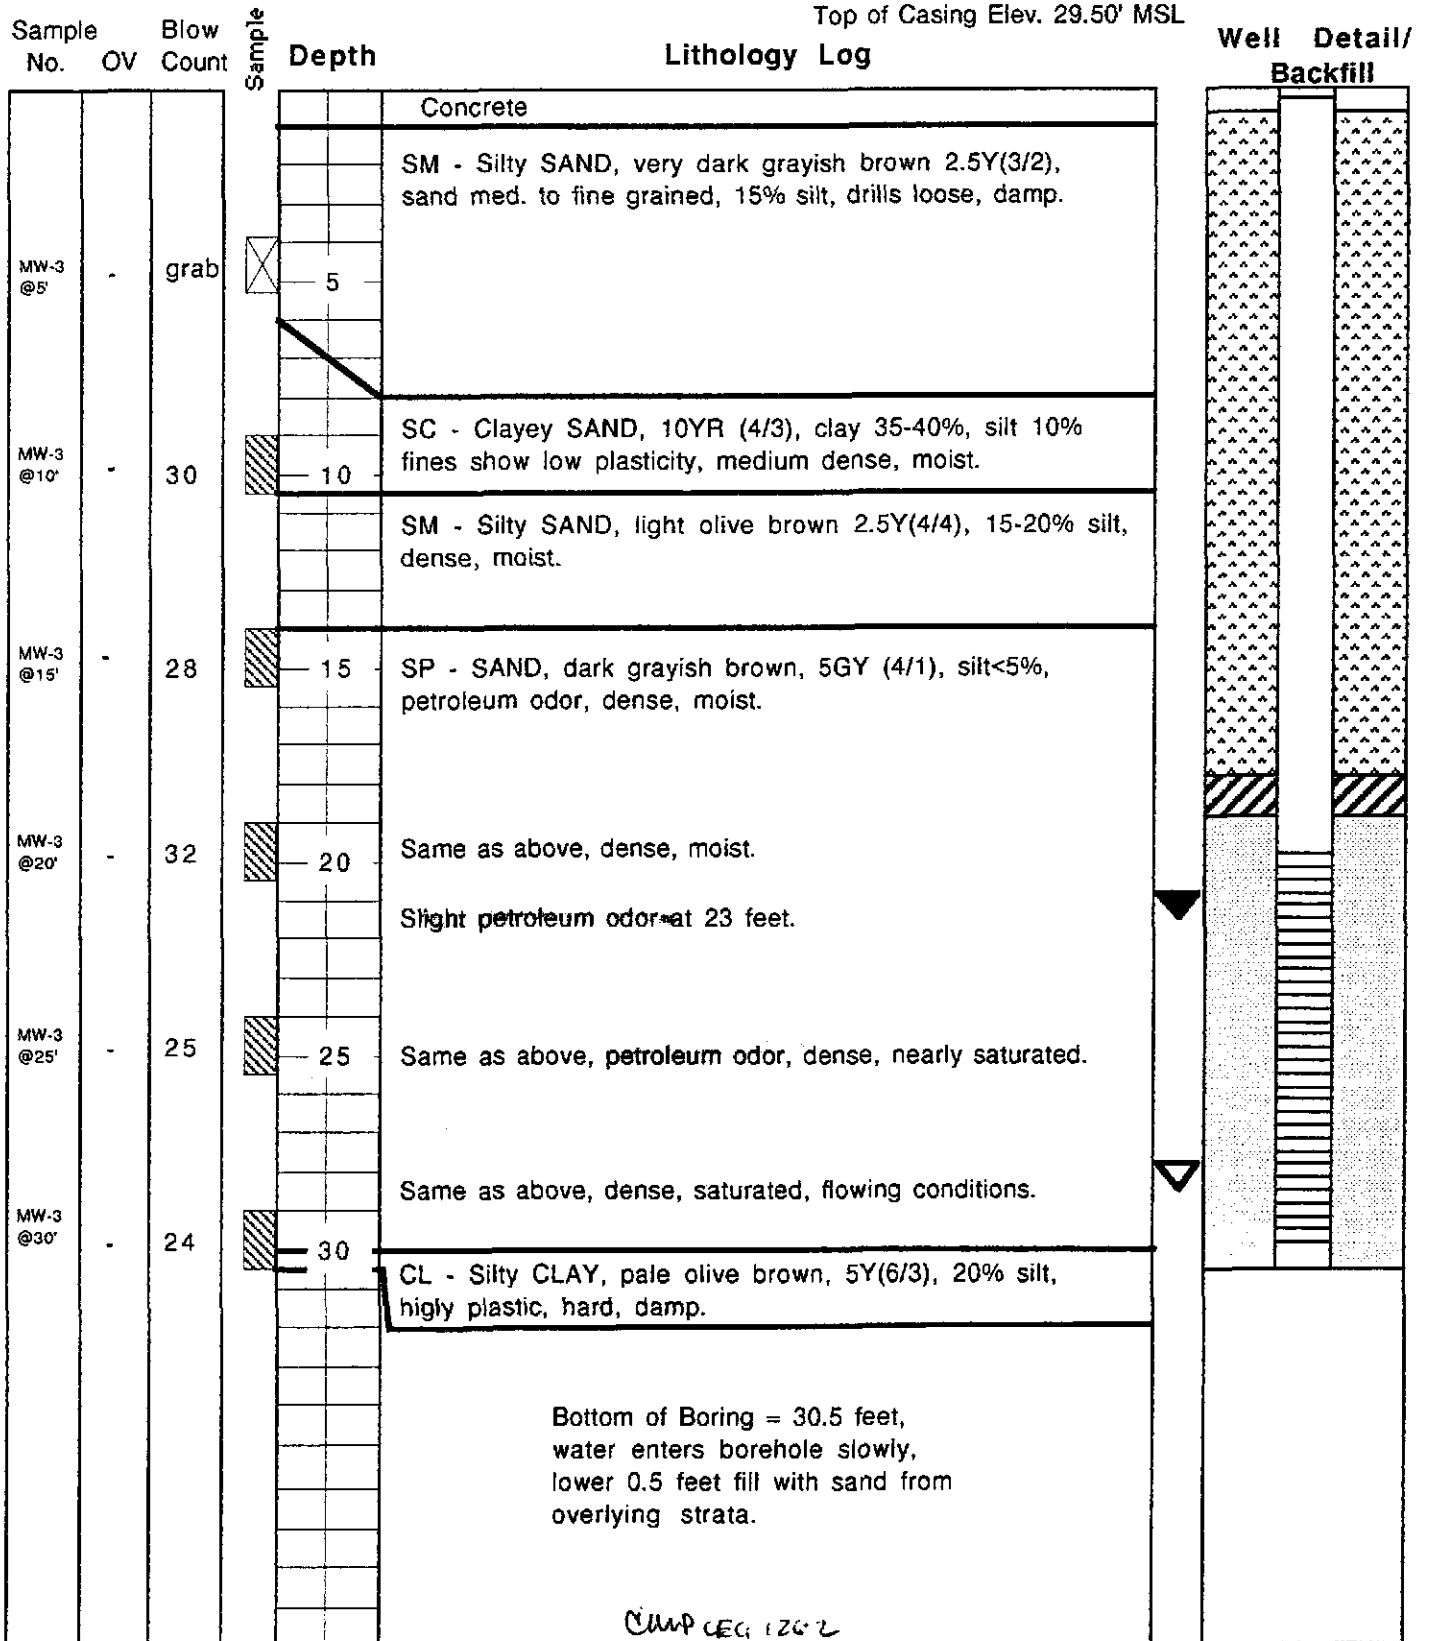 Top of Casing Elev. 29.50' MSL
Sample No.
OV
Blow Count
Sample
Depth
Lithology Log
Well Detail/ Backfill
Concrete
SM - Silty SAND, very dark grayish brown 2.5Y(3/2),
sand med. to fine grained, 15% silt, drills loose, damp.
MW-3 @5'
-
grab
5
SC - Clayey SAND, 10YR (4/3), clay 35-40%, silt 10%
fines show low plasticity, medium dense, moist.
MW-3 @10'
-
30
10
SM - Silty SAND, light olive brown 2.5Y(4/4), 15-20% silt,
dense, moist.
MW-3 @15'
-
28
15
SP - SAND, dark grayish brown, 5GY (4/1), silt<5%,
petroleum odor, dense, moist.
MW-3 @20'
-
32
20
Same as above, dense, moist.
Slight petroleum odor at 23 feet.
MW-3 @25'
-
25
25
Same as above, petroleum odor, dense, nearly saturated.
Same as above, dense, saturated, flowing conditions.
MW-3 @30'
-
24
30
CL - Silty CLAY, pale olive brown, 5Y(6/3), 20% silt,
higly plastic, hard, damp.
Bottom of Boring = 30.5 feet,
water enters borehole slowly,
lower 0.5 feet fill with sand from
overlying strata.
CEG 1262